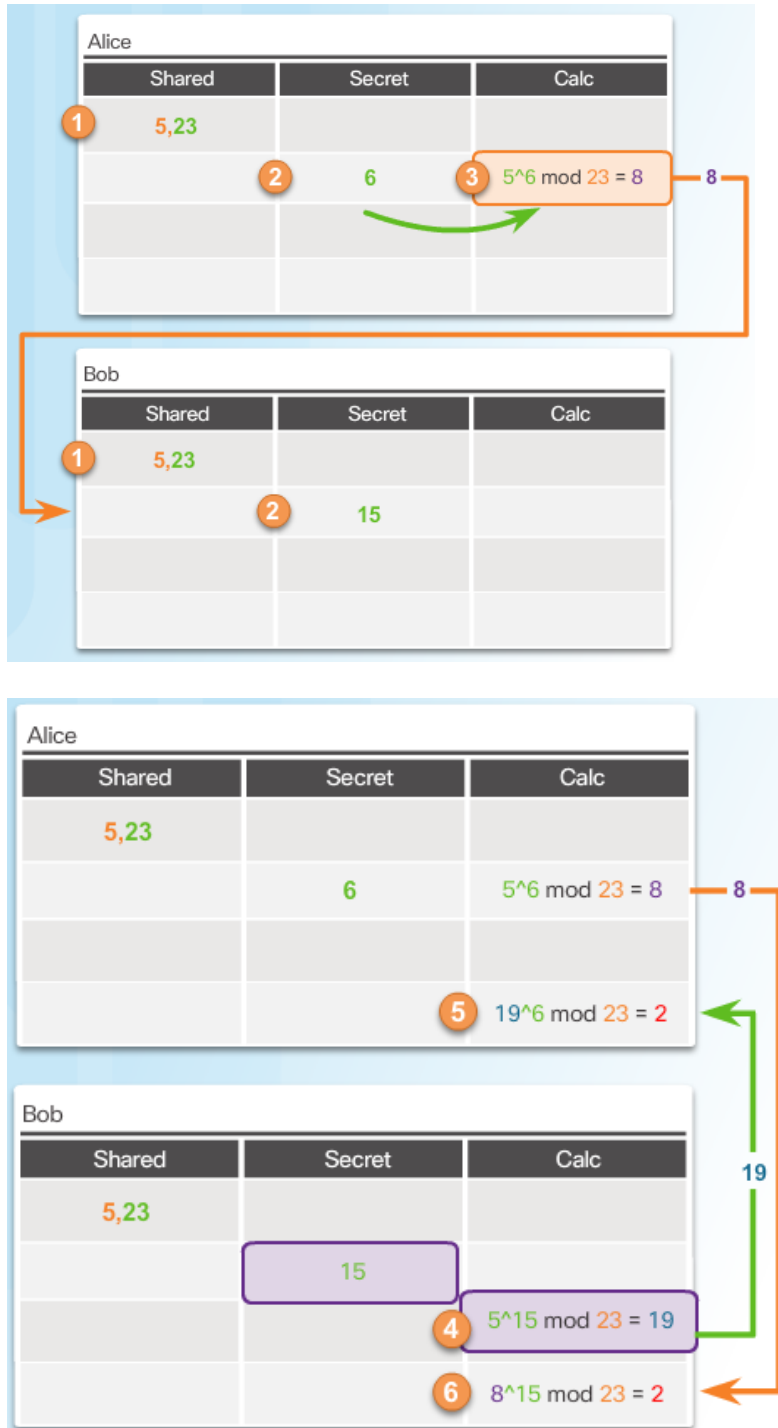 Alice
Shared Secret Calc
1 5,23
2 6 3 5^6 mod 23 = 8 8
Bob
Shared Secret Calc
1 5,23
2 15
Alice
Shared Secret Calc
5,23
6 5^6 mod 23 = 8 8
5 19^6 mod 23 = 2
Bob
Shared Secret Calc
19
5,23
15
4 5^15 mod 23 = 19
6 8^15 mod 23 = 2